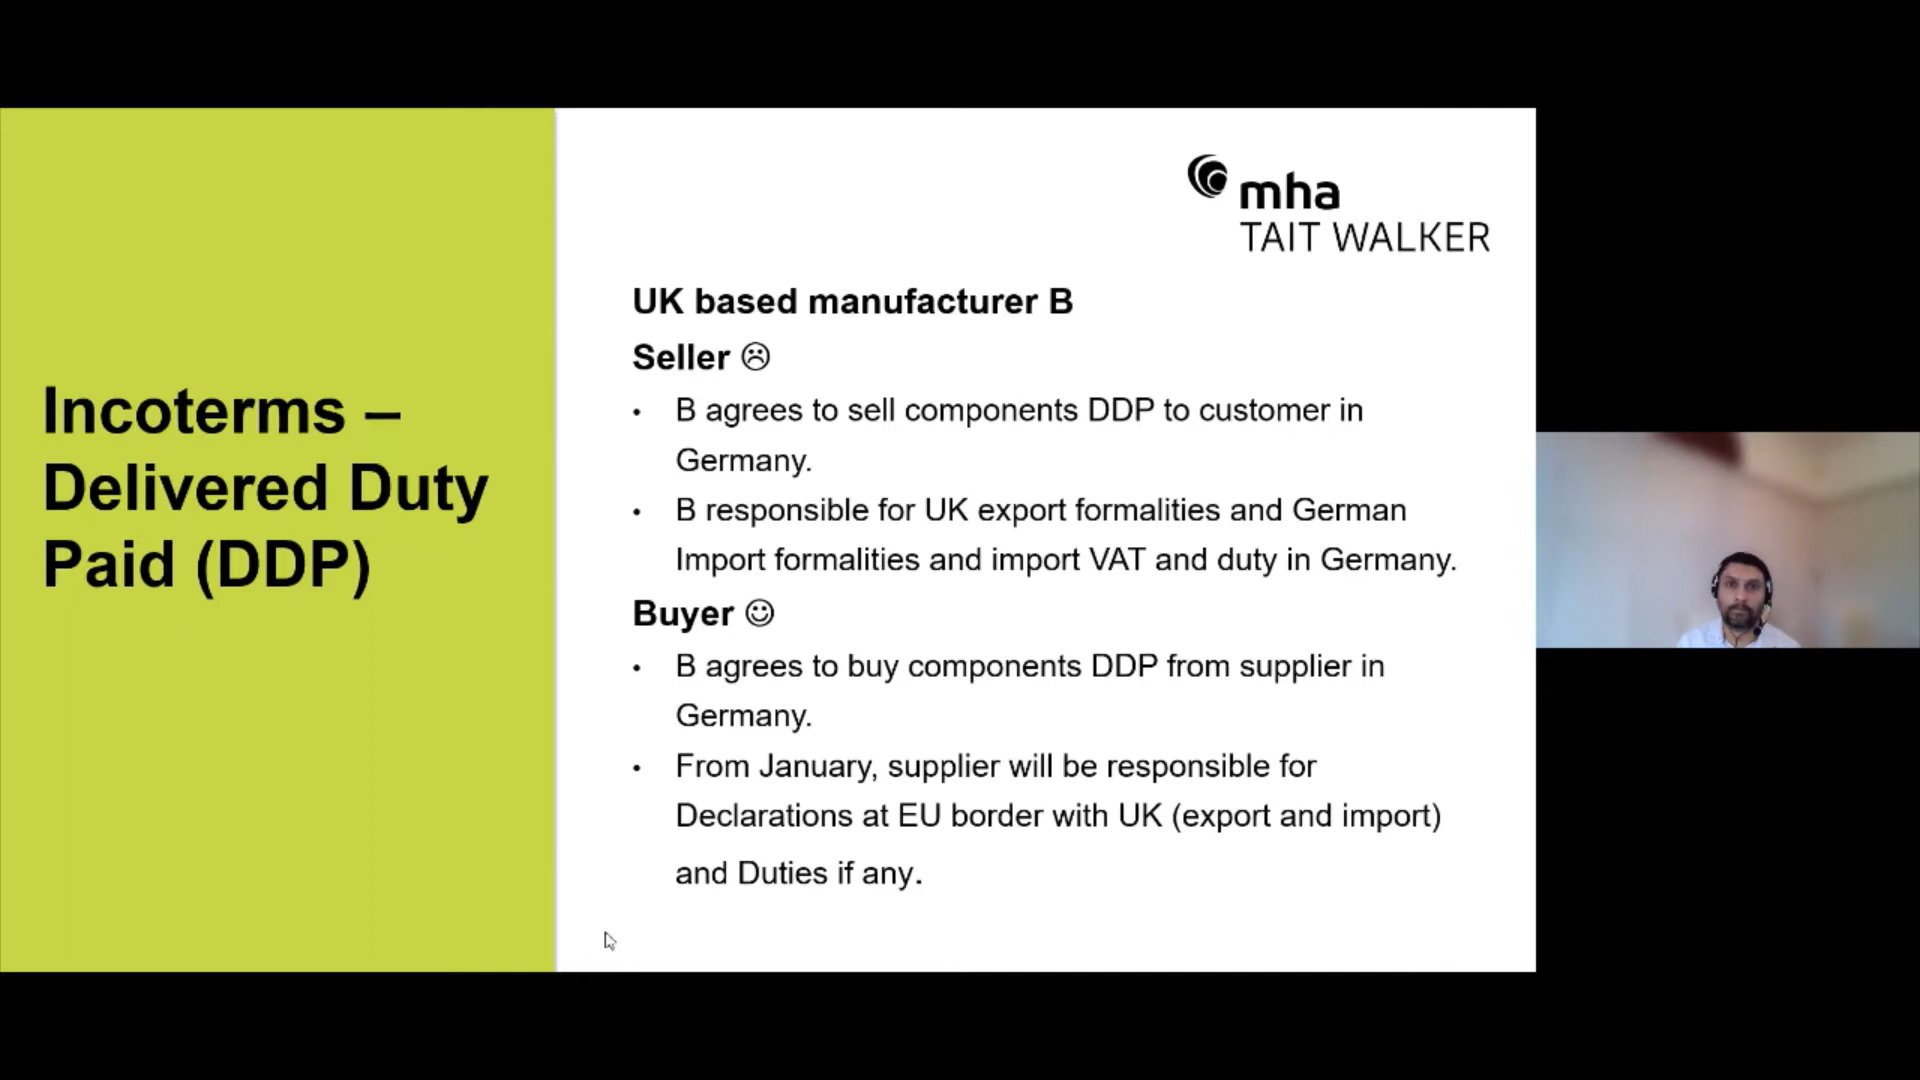 mha
TAIT WALKER
Incoterms –
Delivered Duty
Paid (DDP)
UK based manufacturer B
Seller ☹
• B agrees to sell components DDP to customer in
Germany.
• B responsible for UK export formalities and German
Import formalities and import VAT and duty in Germany.
Buyer ☺
• B agrees to buy components DDP from supplier in
Germany.
• From January, supplier will be responsible for
Declarations at EU border with UK (export and import)
and Duties if any.